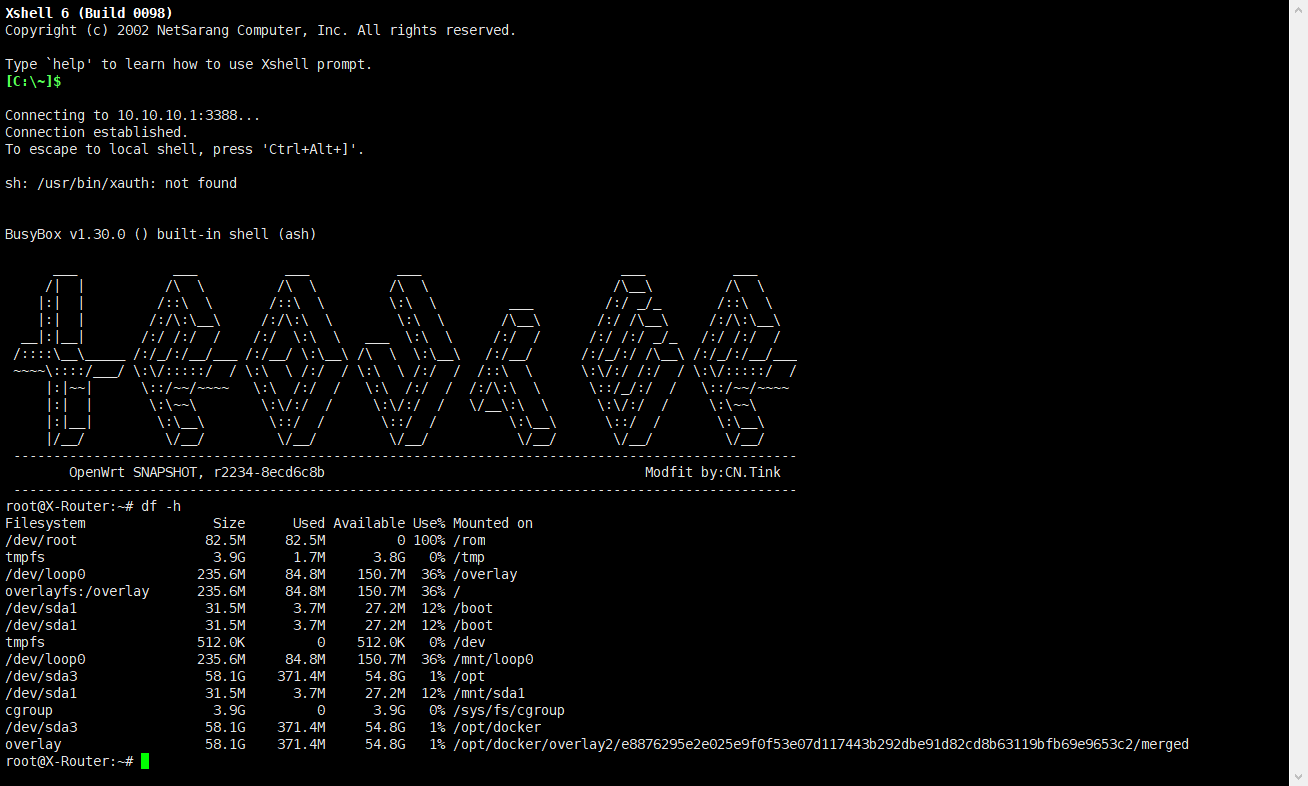 Xshell 6 (Build 0098)
Copyright (c) 2002 NetSarang Computer, Inc. All rights reserved.
Type `help' to learn how to use Xshell prompt.
[C:\~]$
Connecting to 10.10.10.1:3388...
Connection established.
To escape to local shell, press 'Ctrl+Alt+]'.
sh: /usr/bin/xauth: not found
BusyBox v1.30.0 () built-in shell (ash)
OpenWrt SNAPSHOT, r2234-8ecd6c8b Modfit by:CN.Tink
root@X-Router:~# df -h
Filesystem Size Used Available Use% Mounted on
/dev/root 82.5M 82.5M 0 100% /rom
tmpfs 3.9G 1.7M 3.8G 0% /tmp
/dev/loop0 235.6M 84.8M 150.7M 36% /overlay
overlayfs:/overlay 235.6M 84.8M 150.7M 36% /
/dev/sda1 31.5M 3.7M 27.2M 12% /boot
/dev/sda1 31.5M 3.7M 27.2M 12% /boot
tmpfs 512.0K 0 512.0K 0% /dev
/dev/loop0 235.6M 84.8M 150.7M 36% /mnt/loop0
/dev/sda3 58.1G 371.4M 54.8G 1% /opt
/dev/sda1 31.5M 3.7M 27.2M 12% /mnt/sda1
cgroup 3.9G 0 3.9G 0% /sys/fs/cgroup
/dev/sda3 58.1G 371.4M 54.8G 1% /opt/docker
overlay 58.1G 371.4M 54.8G 1% /opt/docker/overlay2/e8876295e2e025e9f0f53e07d117443b292dbe91d82cd8b63119bfb69e9653c2/merged
root@X-Router:~#